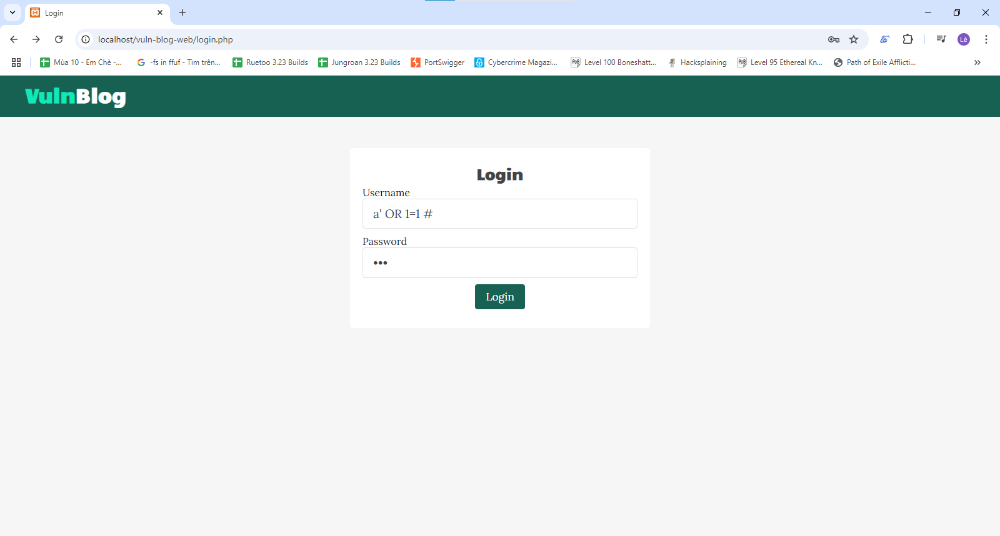 Login
localhost/vuln-blog-web/login.php
Lê
Mùa 10 - Em Chè -...
-fs in ffuf - Tìm trên...
Ruetoo 3.23 Builds
Jungroan 3.23 Builds
PortSwigger
Cybercrime Magazi...
PoB
Level 100 Boneshatt...
Hacksplaining
PoB
Level 95 Ethereal Kn...
Path of Exile Afflicti...
VulnBlog
Login
Username
a' OR 1=1 #
Password
•••
Login